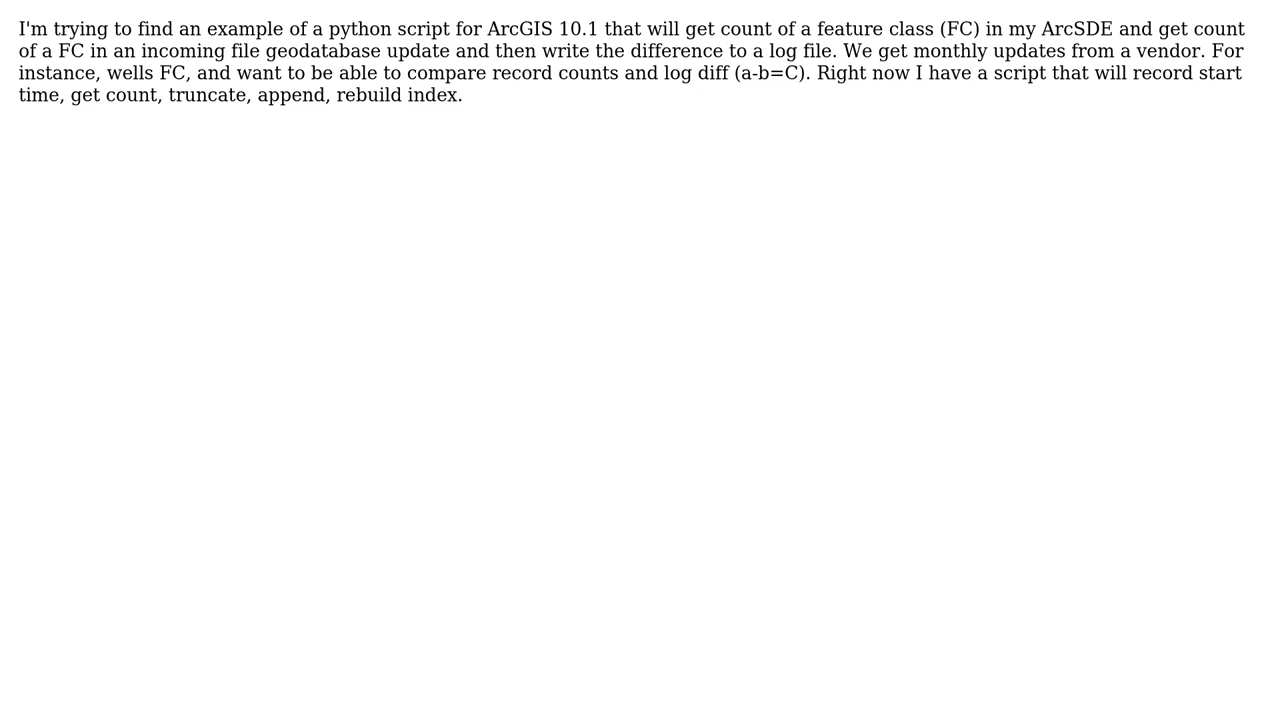 I'm trying to find an example of a python script for ArcGIS 10.1 that will get count of a feature class (FC) in my ArcSDE and get count
of a FC in an incoming file geodatabase update and then write the difference to a log file. We get monthly updates from a vendor. For
instance, wells FC, and want to be able to compare record counts and log diff (a-b=C). Right now I have a script that will record start
time, get count, truncate, append, rebuild index.